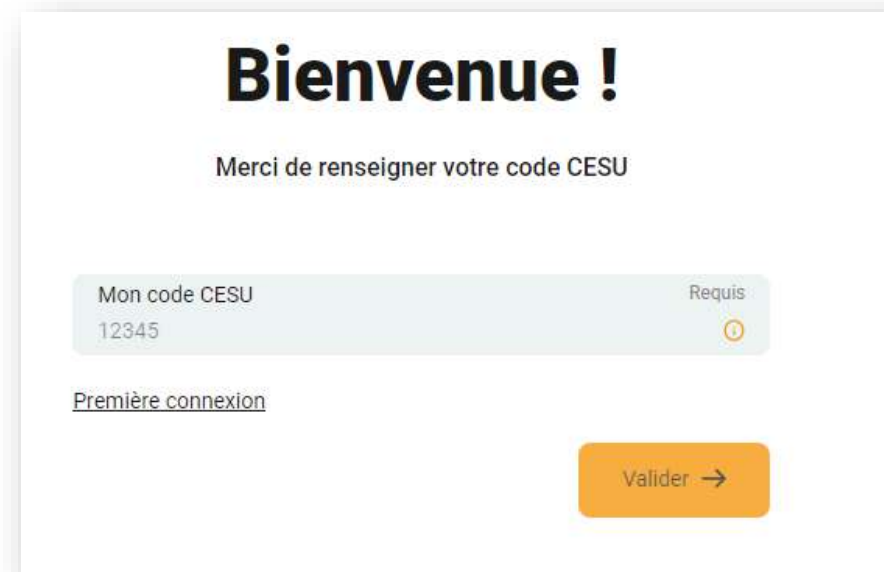 Bienvenue !
Merci de renseigner votre code CESU
Mon code CESU
Requis
12345
Première connexion
Valider →